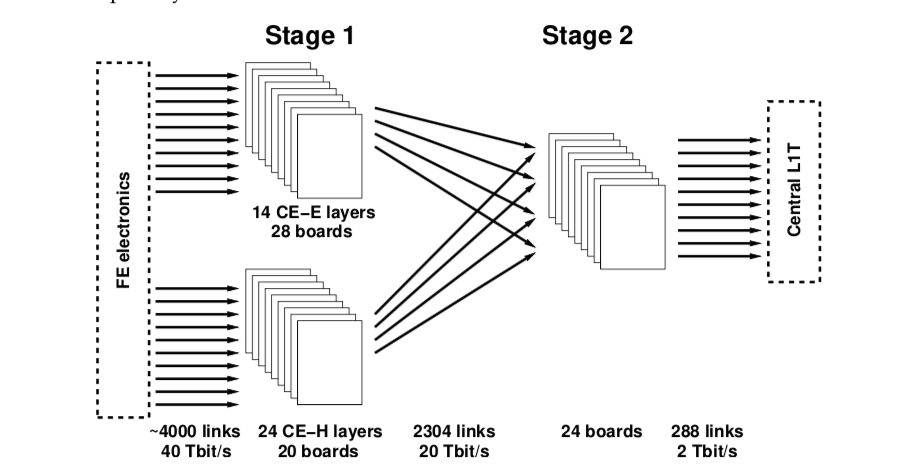 Stage 1
Stage 2
FE electronics
14 CE–E layers
28 boards
Central L1T
~4000 links
40 Tbit/s
24 CE–H layers
20 boards
2304 links
20 Tbit/s
24 boards
288 links
2 Tbit/s